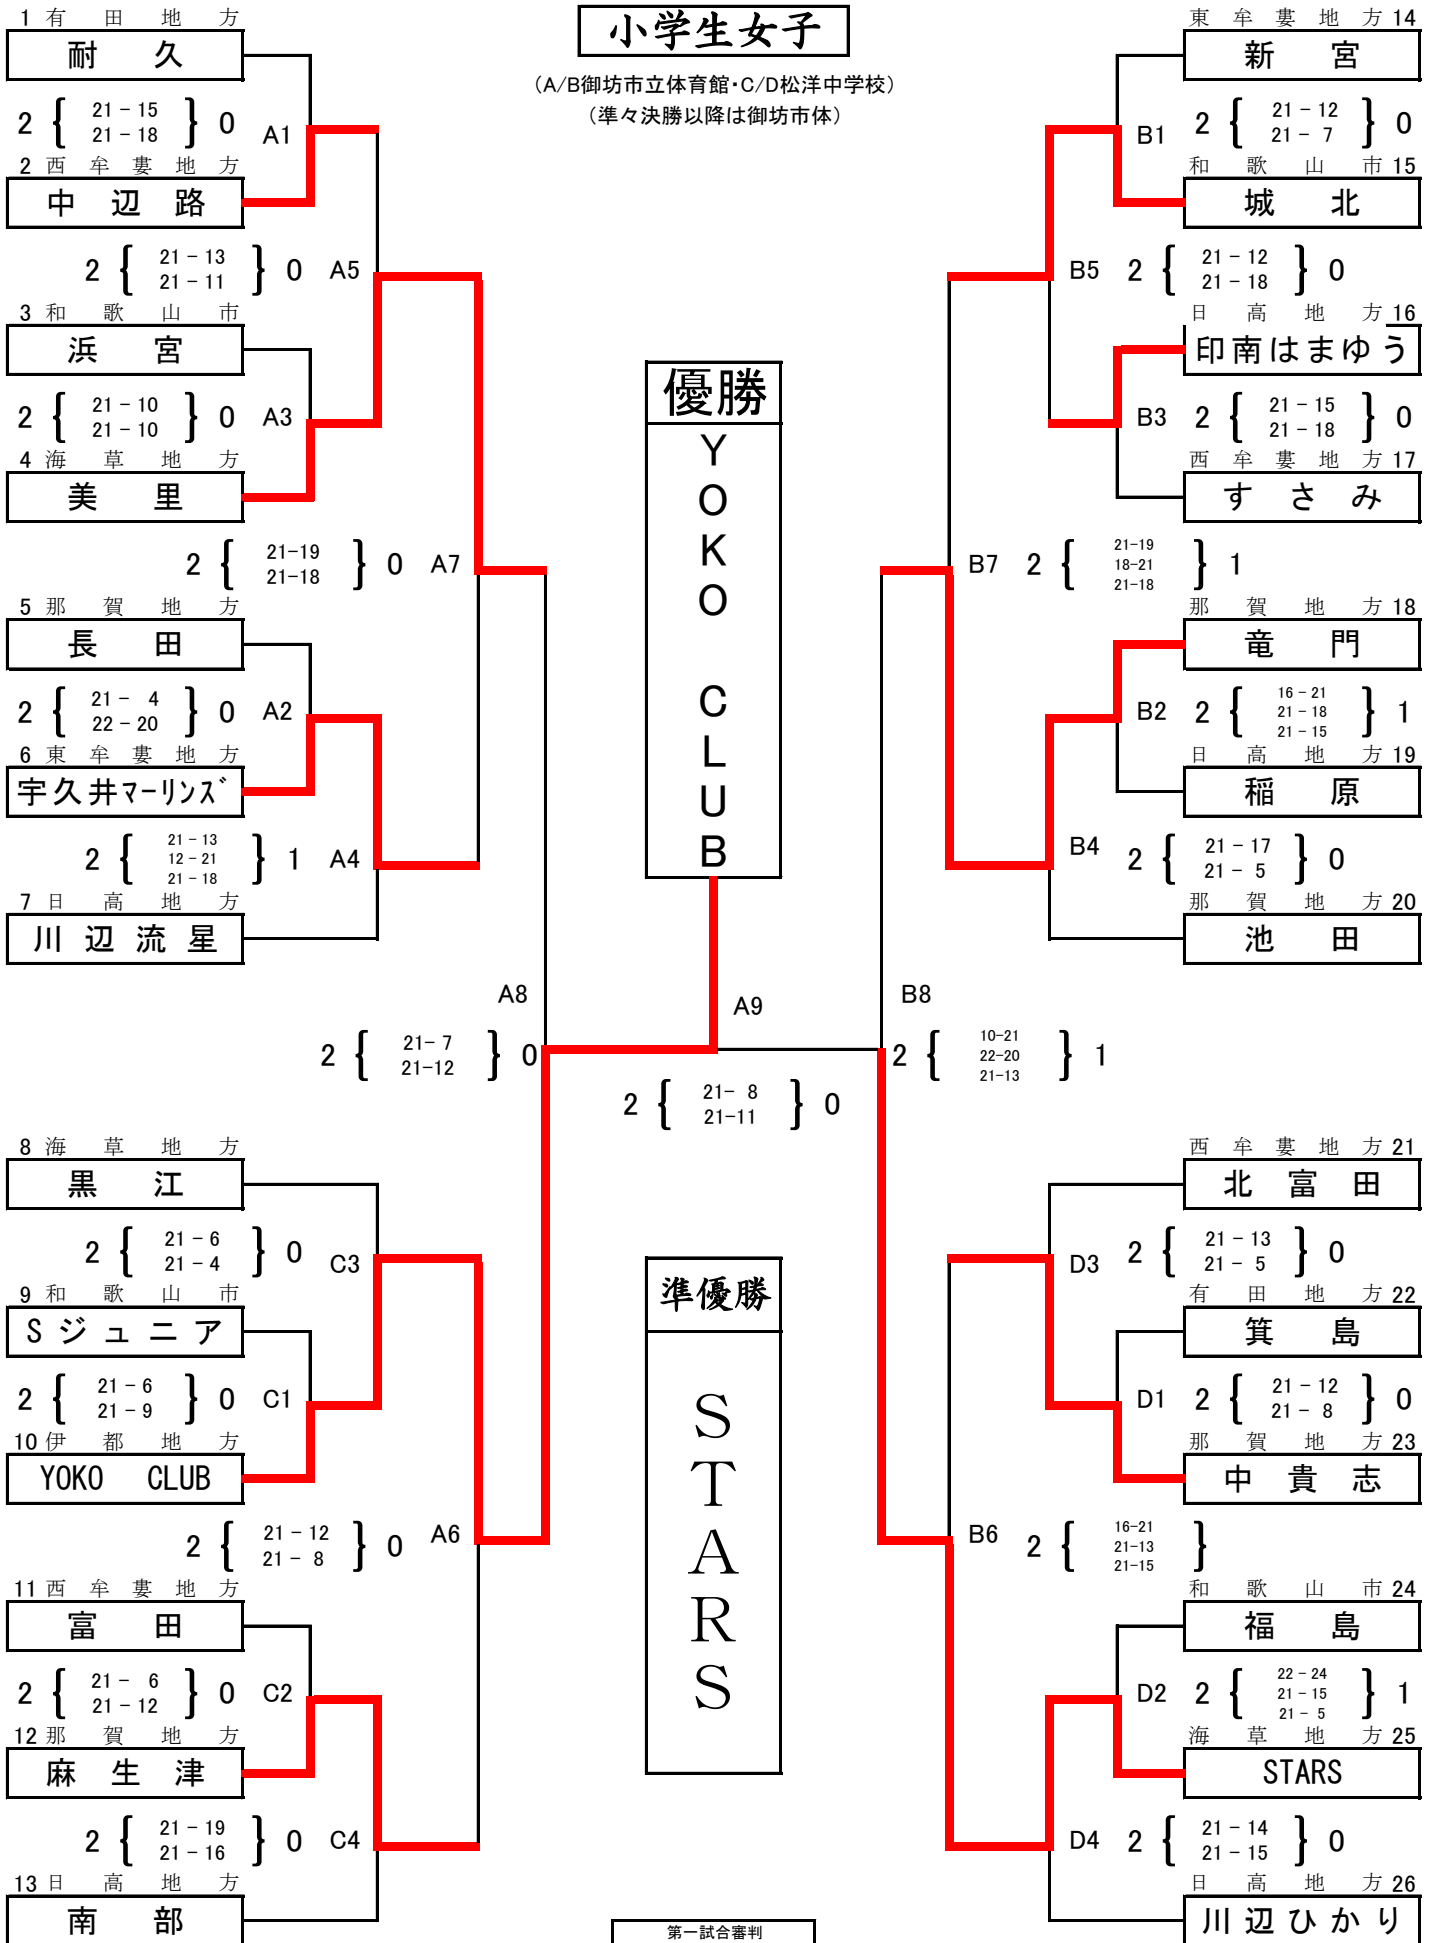 小学生女子
(A/B御坊市立体育館・C/D松洋中学校)
(準々決勝以降は御坊市体)
1 有田地方
耐久
2 { 21-15 } 0 A1
21-18
2 西牟婁地方
中辺路
2 { 21-13 } 0 A5
21-11
3 和歌山市
浜宮
2 { 21-10 } 0 A3
21-10
4 海草地方
美里
2 { 21-19 } 0 A7
21-18
5 那賀地方
長田
2 { 21- 4 } 0 A2
22-20
6 東牟婁地方
宇久井マーリンズ
2 { 21-13 } 1 A4
12-21
21-18
7 日高地方
川辺流星
A8
2 { 21- 7 } 0
21-12
8 海草地方
黒江
2 { 21-6 } 0 C3
21-4
9 和歌山市
Sジュニア
2 { 21-6 } 0 C1
21-9
10 伊都地方
YOKO CLUB
2 { 21-12 } 0 A6
21- 8
11 西牟婁地方
富田
2 { 21- 6 } 0 C2
21-12
12 那賀地方
麻生津
2 { 21-19 } 0 C4
21-16
13 日高地方
南部
優勝
YOKO CLUB
A9
2 { 21- 8 } 0
21-11
準優勝
STARS
第一試合審判
東牟婁地方 14
新宮
B1 2 { 21-12 } 0
21- 7
和歌山市 15
城北
B5 2 { 21-12 } 0
21-18
日高地方 16
印南はまゆう
B3 2 { 21-15 } 0
21-18
西牟婁地方 17
すさみ
B7 2 { 21-19 } 1
18-21
21-18
那賀地方 18
竜門
B2 2 { 16-21 } 1
21-18
21-15
日高地方 19
稲原
B4 2 { 21-17 } 0
21- 5
那賀地方 20
池田
B8
2 { 10-21 } 1
22-20
21-13
西牟婁地方 21
北富田
D3 2 { 21-13 } 0
21- 5
有田地方 22
箕島
D1 2 { 21-12 } 0
21- 8
那賀地方 23
中貴志
B6 2 { 16-21 }
21-13
21-15
和歌山市 24
福島
D2 2 { 22-24 } 1
21-15
21- 5
海草地方 25
STARS
D4 2 { 21-14 } 0
21-15
日高地方 26
川辺ひかり